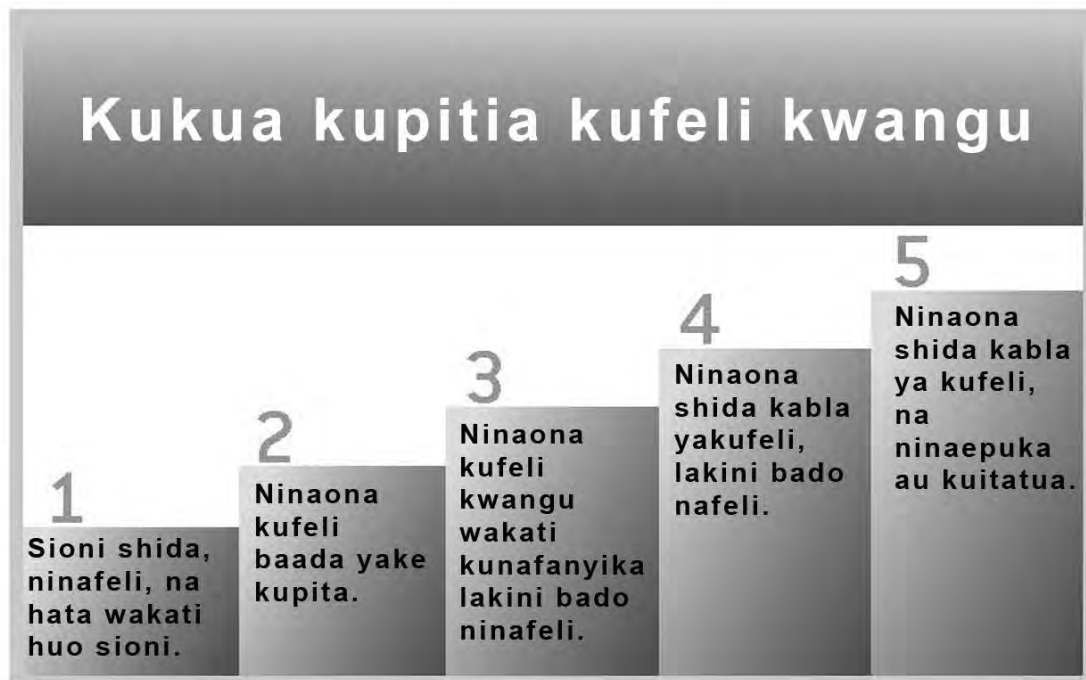 Kukua kupitia kufeli kwangu
1
Sioni shida,
ninafeli, na
hata wakati
huo sioni.
2
Ninaona
kufeli
baada yake
kupita.
3
Ninaona
kufeli
kwangu
wakati
kunafanyika
lakini bado
ninafeli.
4
Ninaona
shida kabla
yakufeli,
lakini bado
nafeli.
5
Ninaona
shida kabla
ya kufeli,
na
ninaepuka
au kuitatua.